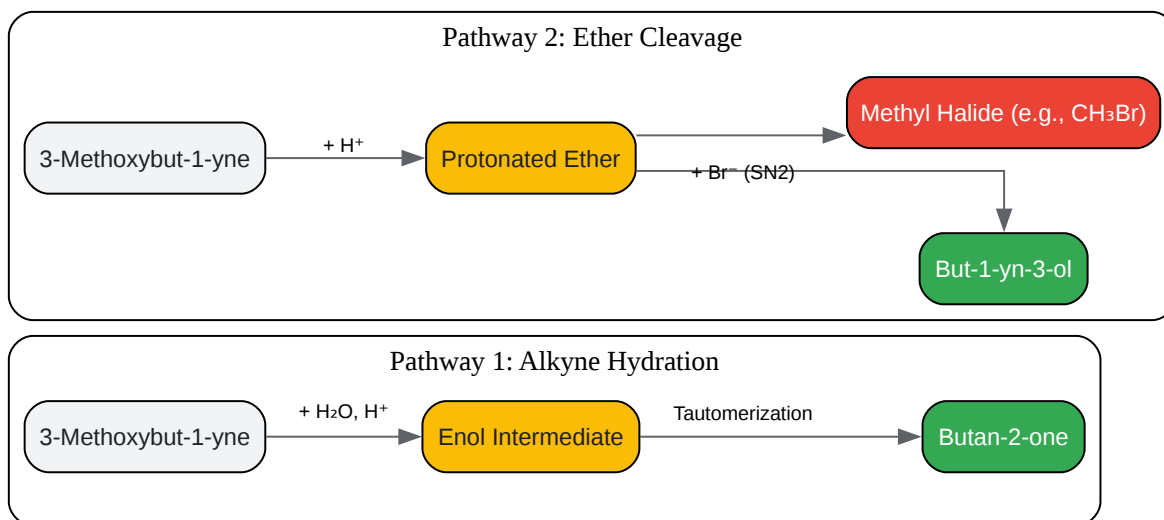 Pathway 2: Ether Cleavage
3-Methoxybut-1-yne
+ H⁺
Protonated Ether
+ Br⁻ (SN2)
Methyl Halide (e.g., CH₃Br)
But-1-yn-3-ol
Pathway 1: Alkyne Hydration
3-Methoxybut-1-yne
+ H₂O, H⁺
Enol Intermediate
Tautomerization
Butan-2-one